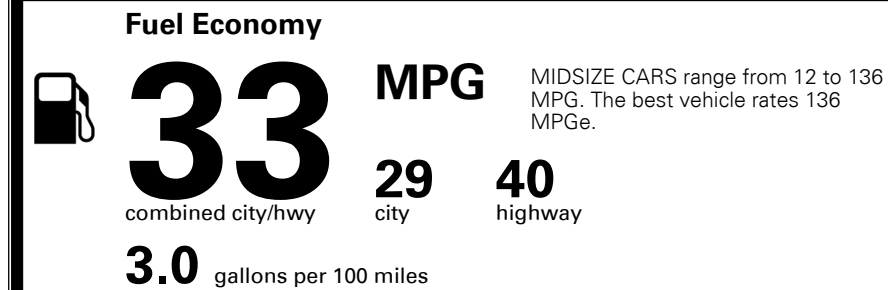 Fuel Economy
33 MPG
MIDSIZE CARS range from 12 to 136
MPG. The best vehicle rates 136
MPGe.
combined city/hwy
29
city
40
highway
3.0 gallons per 100 miles